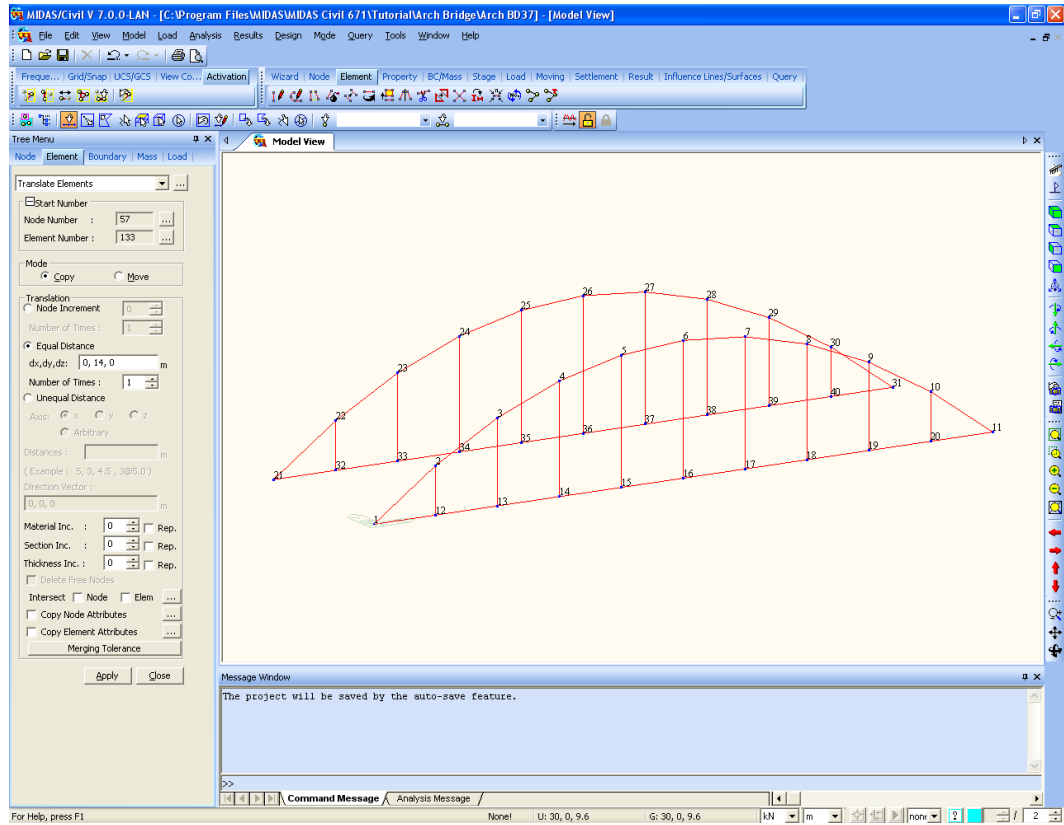 MIDAS/Civil V 7.0.0-LAN - [C:\Program Files\MIDAS\MIDAS Civil 671\Tutorial\Arch Bridge\Arch BD37] - [Model View]
File Edit View Model Load Analysis Results Design Mode Query Tools Window Help
Freque... Grid/Snap UCS/GCS View Co... Activation Wizard Node Element Property BC/Mass Stage Load Moving Settlement Result Influence Lines/Surfaces Query
Tree Menu
Model View
Node Element Boundary Mass Load
Translate Elements ...
Start Number
Node Number : 57 ...
Element Number : 133 ...
Mode
Copy Move
Translation
Node Increment 0
Number of Times : 1
Equal Distance
dx,dy,dz: 0, 14, 0 m
Number of Times : 1
Unequal Distance
Axis: x y z
Arbitrary
Distances : m
( Example : 5, 3, 4.5 , 3@5.0 )
Direction Vector :
0, 0, 0 m
Material Inc. : 0 Rep.
Section Inc. : 0 Rep.
Thickness Inc. : 0 Rep.
Delete Free Nodes
Intersect Node Elem ...
Copy Node Attributes ...
Copy Element Attributes ...
Merging Tolerance
Apply Close
25 26 27 28 29
24 5 6 7 8 30
23 4 9
22 3 10 31
21 32 33 34 35 36 37 38 39 40
2 11
1 12 13 14 15 16 17 18 19 20
Message Window
The project will be saved by the auto-save feature.
>>
Command Message Analysis Message
For Help, press F1 None! U: 30, 0, 9.6 G: 30, 0, 9.6 kN m none ? / 2